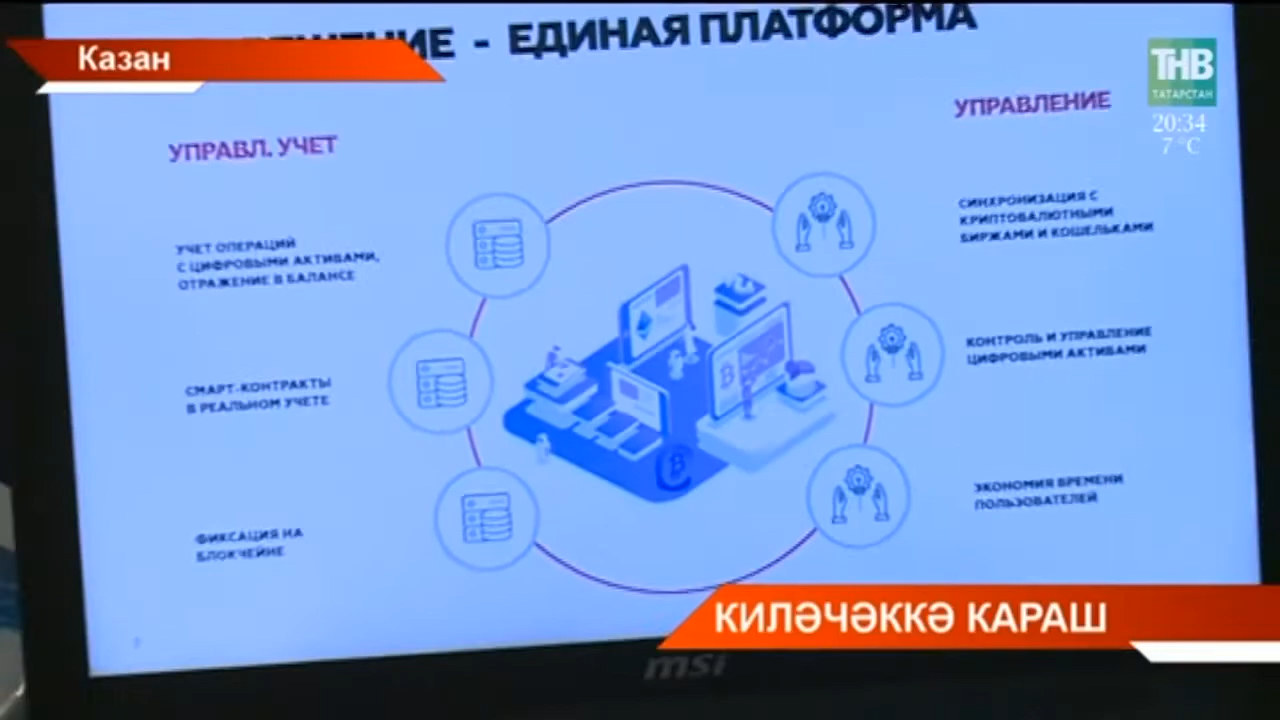 Казан
- ЕДИНАЯ ПЛАТФОРМА
ТНВ
ТАТАРСТАН
20:34
7 °C
УПРАВЛ. УЧЕТ
УПРАВЛЕНИЕ
УЧЕТ ОПЕРАЦИЙ
С ЦИФРОВЫМИ АКТИВАМИ,
ОТРАЖЕНИЕ В БАЛАНСЕ
СМАРТ-КОНТРАКТЫ
В РЕАЛЬНОМ УЧЕТЕ
ФИКСАЦИЯ НА
БЛОКЧЕЙНЕ
СИНХРОНИЗАЦИЯ С
КРИПТОВАЛЮТНЫМИ
БИРЖАМИ И КОШЕЛЬКАМИ
КОНТРОЛЬ И УПРАВЛЕНИЕ
ЦИФРОВЫМИ АКТИВАМИ
ЭКОНОМИЯ ВРЕМЕНИ
ПОЛЬЗОВАТЕЛЕЙ
КИЛӘЧӘККӘ КАРАШ
msi